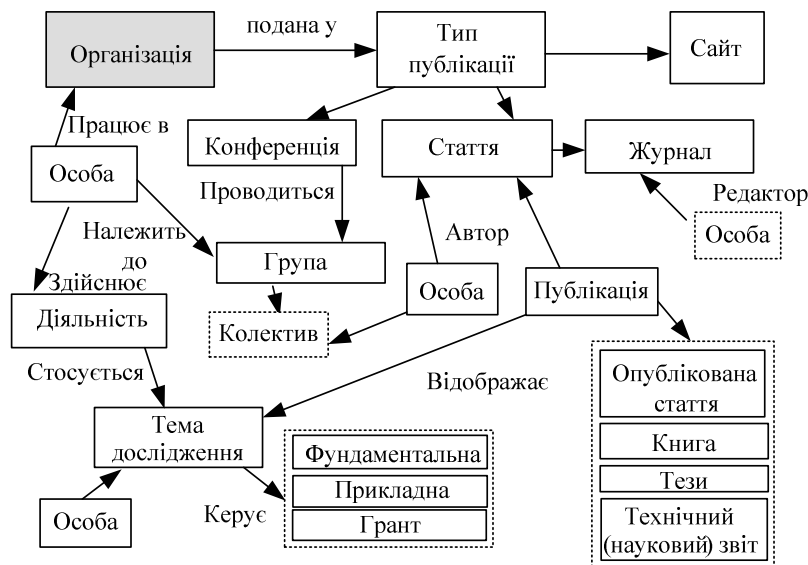 подана у
Організація
Тип
публікації
Сайт
Працює в
Конференція
Стаття
Журнал
Особа
Проводиться
Редактор
Належить
до
Автор
Особа
Здійснює
Група
Особа
Публікація
Діяльність
Колектив
Стосується
Відображає
Опублікована
стаття
Тема
дослідження
Фундаментальна
Книга
Прикладна
Тези
Особа
Керує
Грант
Технічний
(науковий) звіт